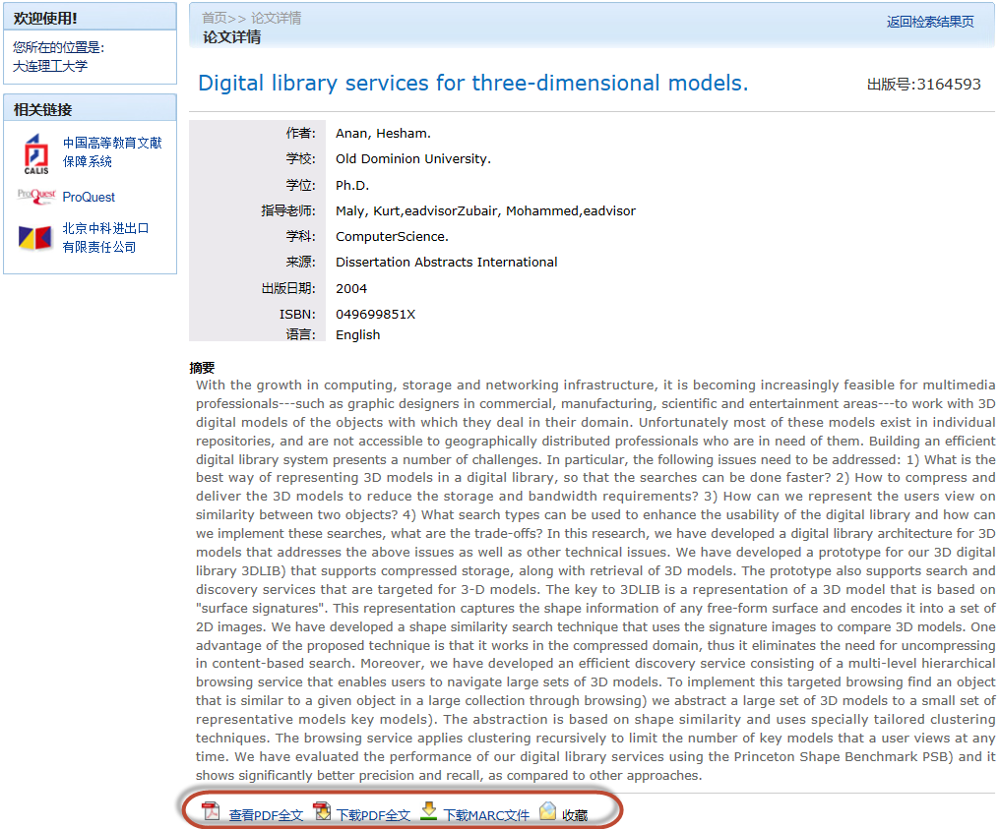 欢迎使用!
您所在的位置是:
大连理工大学
相关链接
CALIS
中国高等教育文献
保障系统
ProQuest
ProQuest
北京中科进出口
有限责任公司
首页>> 论文详情
论文详情
返回检索结果页
Digital library services for three-dimensional models.
出版号:3164593
作者: Anan, Hesham.
学校: Old Dominion University.
学位: Ph.D.
指导老师: Maly, Kurt,eadvisorZubair, Mohammed,eadvisor
学科: ComputerScience.
来源: Dissertation Abstracts International
出版日期: 2004
ISBN: 049699851X
语言: English
摘要
With the growth in computing, storage and networking infrastructure, it is becoming increasingly feasible for multimedia
professionals---such as graphic designers in commercial, manufacturing, scientific and entertainment areas---to work with 3D
digital models of the objects with which they deal in their domain. Unfortunately most of these models exist in individual
repositories, and are not accessible to geographically distributed professionals who are in need of them. Building an efficient
digital library system presents a number of challenges. In particular, the following issues need to be addressed: 1) What is the
best way of representing 3D models in a digital library, so that the searches can be done faster? 2) How to compress and
deliver the 3D models to reduce the storage and bandwidth requirements? 3) How can we represent the users view on
similarity between two objects? 4) What search types can be used to enhance the usability of the digital library and how can
we implement these searches, what are the trade-offs? In this research, we have developed a digital library architecture for 3D
models that addresses the above issues as well as other technical issues. We have developed a prototype for our 3D digital
library 3DLIB) that supports compressed storage, along with retrieval of 3D models. The prototype also supports search and
discovery services that are targeted for 3-D models. The key to 3DLIB is a representation of a 3D model that is based on
"surface signatures". This representation captures the shape information of any free-form surface and encodes it into a set of
2D images. We have developed a shape similarity search technique that uses the signature images to compare 3D models. One
advantage of the proposed technique is that it works in the compressed domain, thus it eliminates the need for uncompressing
in content-based search. Moreover, we have developed an efficient discovery service consisting of a multi-level hierarchical
browsing service that enables users to navigate large sets of 3D models. To implement this targeted browsing find an object
that is similar to a given object in a large collection through browsing) we abstract a large set of 3D models to a small set of
representative models key models). The abstraction is based on shape similarity and uses specially tailored clustering
techniques. The browsing service applies clustering recursively to limit the number of key models that a user views at any
time. We have evaluated the performance of our digital library services using the Princeton Shape Benchmark PSB) and it
shows significantly better precision and recall, as compared to other approaches.
查看PDF全文 下载PDF全文 下载MARC文件 收藏